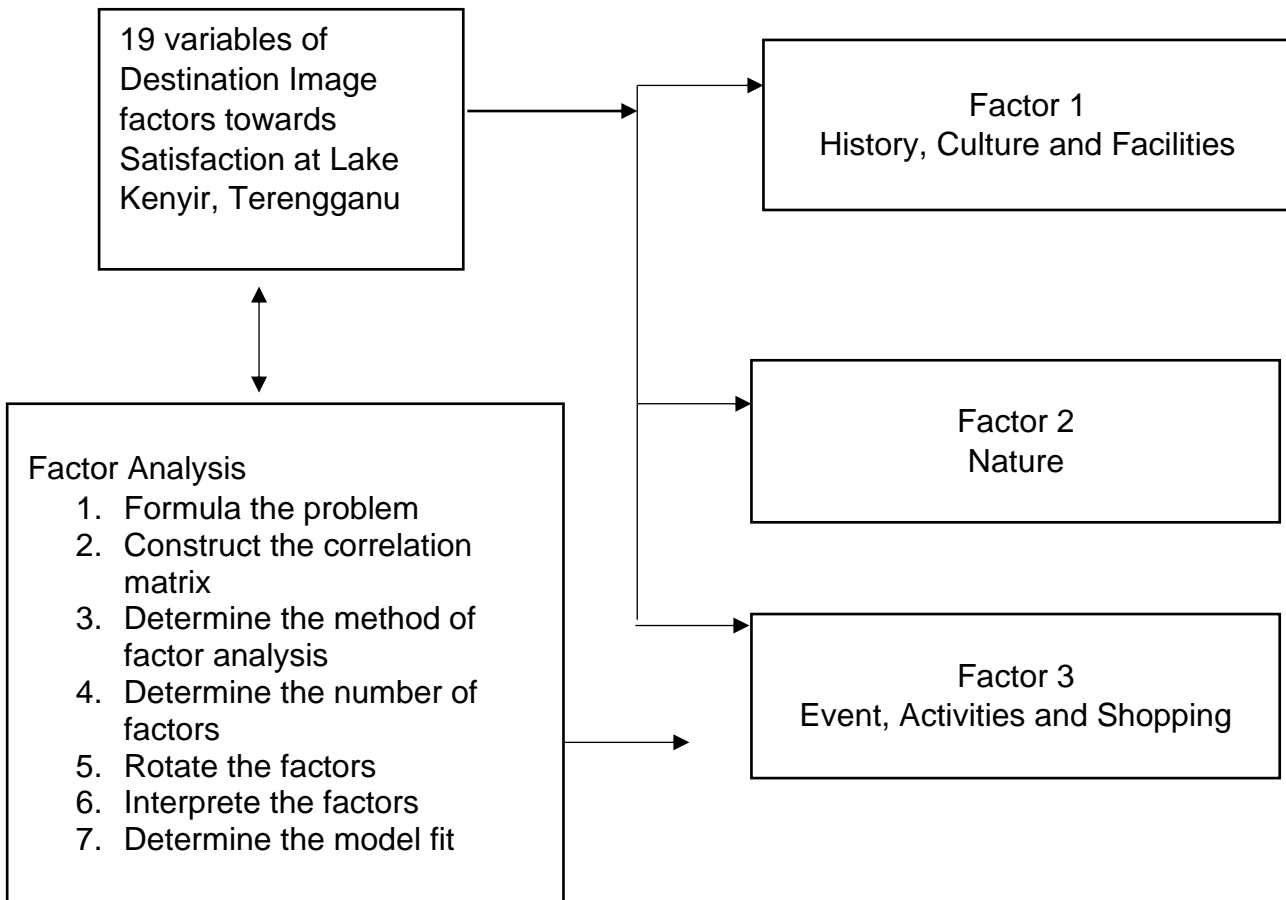 19 variables of
Destination Image
factors towards
Satisfaction at Lake
Kenyir, Terengganu
Factor 1
History, Culture and Facilities
Factor 2
Nature
Factor Analysis
1. Formula the problem
2. Construct the correlation
matrix
3. Determine the method of
factor analysis
4. Determine the number of
factors
5. Rotate the factors
6. Interprete the factors
7. Determine the model fit
Factor 3
Event, Activities and Shopping